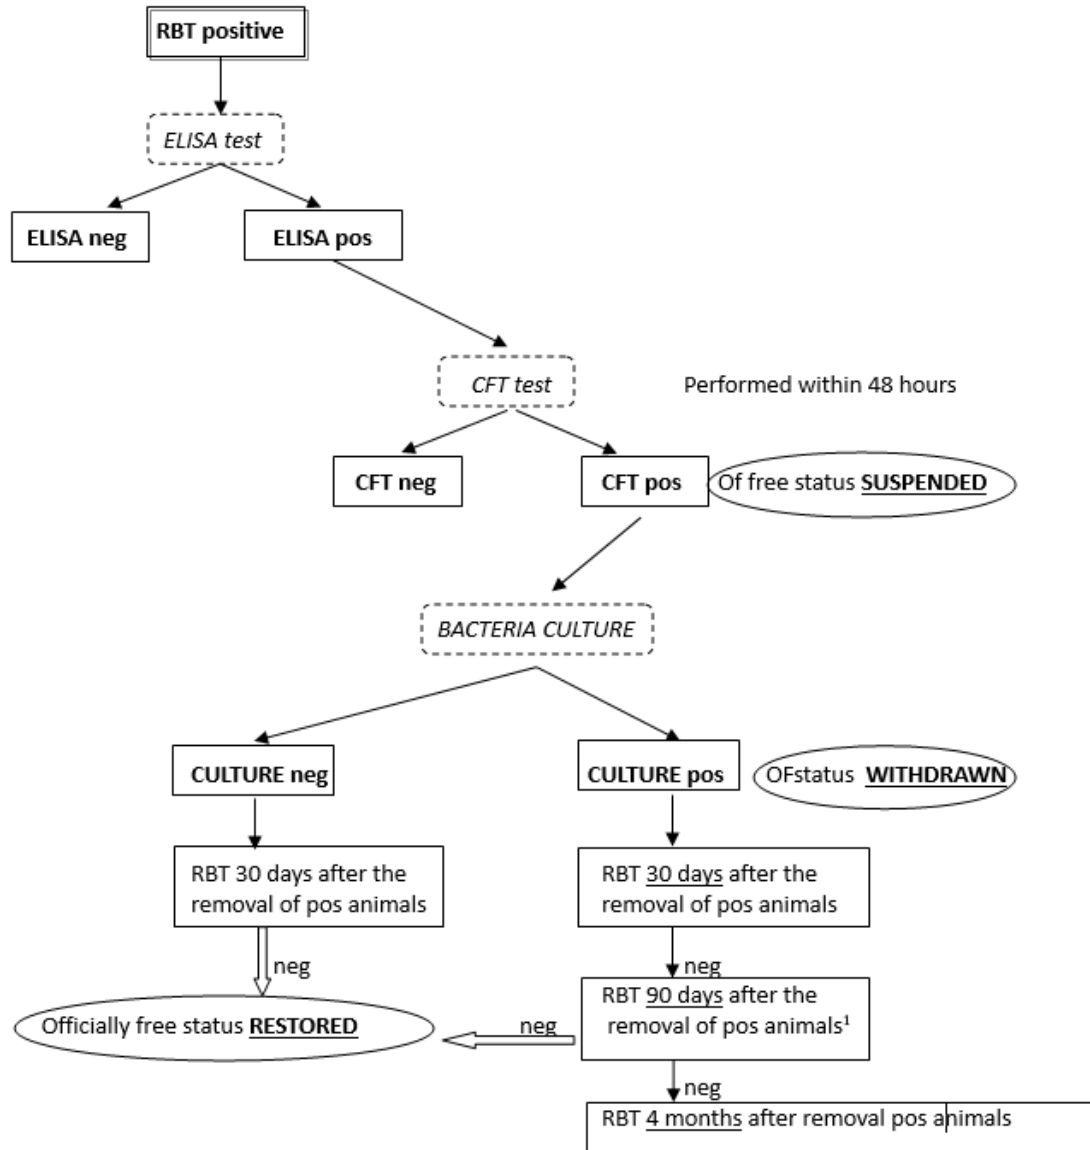 RBT positive
ELISA test
ELISA neg
ELISA pos
CFT test
Performed within 48 hours
CFT neg
CFT pos
Of free status SUSPENDED
BACTERIA CULTURE
CULTURE neg
CULTURE pos
OFstatus WITHDRAWN
RBT 30 days after the
removal of pos animals
RBT 30 days after the
removal of pos animals
neg
neg
RBT 90 days after the
removal of pos animals¹
Officially free status RESTORED
neg
neg
RBT 4 months after removal pos animals